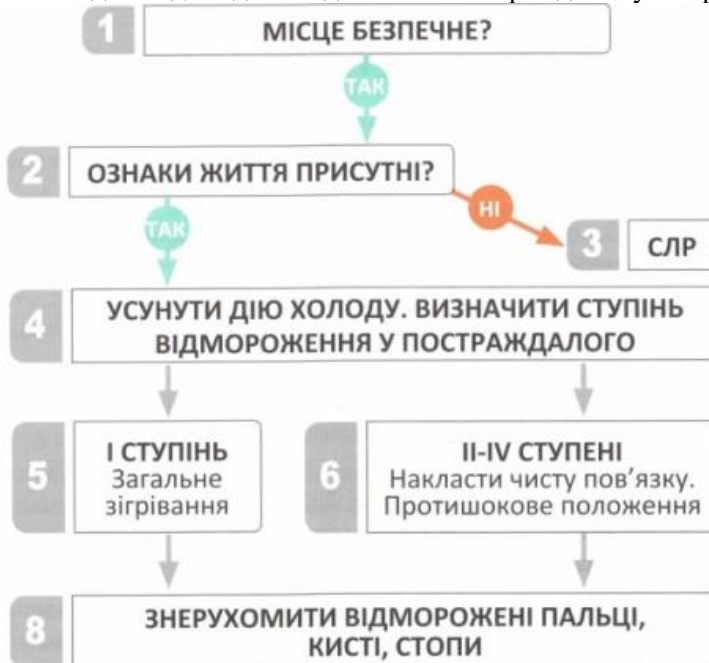 1
МІСЦЕ БЕЗПЕЧНЕ?
ТАК
2
ОЗНАКИ ЖИТТЯ ПРИСУТНІ?
НІ
ТАК
3
СЛР
4
УСУНУТИ ДІЮ ХОЛОДУ. ВИЗНАЧИТИ СТУПІНЬ
ВІДМОРОЖЕННЯ У ПОСТРАЖДАЛОГО
5
І СТУПІНЬ
Загальне
зігрівання
6
ІІ-IV СТУПЕНІ
Накласти чисту пов’язку.
Протишокове положення
8
ЗНЕРУХОМИТИ ВІДМОРОЖЕНІ ПАЛЬЦІ,
КИСТІ, СТОПИ